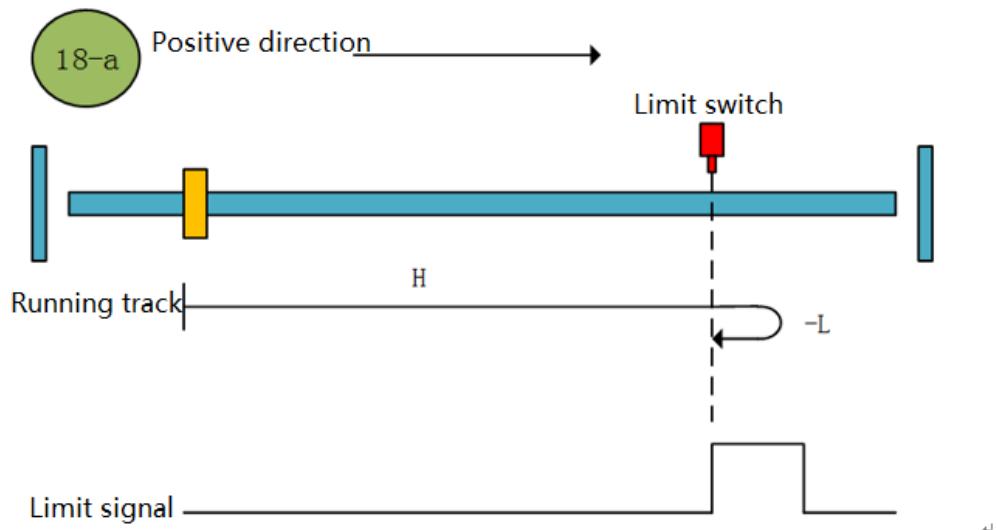 18-a
Positive direction
Limit switch
H
Running track
-L
Limit signal